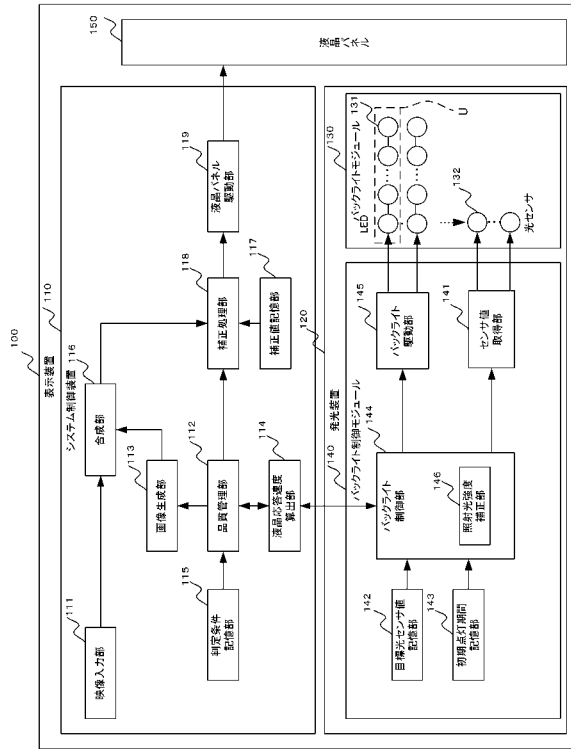 100
表示装置
110
システム制御装置
111
映像入力部
116
合成部
113
画像生成部
115
判定条件
記憶部
112
品質管理部
114
液晶応答速度
算出部
118
補正処理部
117
補正値記憶部
119
液晶パネル
駆動部
150
液晶
パネル
120
発光装置
140
バックライト制御モジュール
142
目標光センサ値
記憶部
143
初期点灯期間
記憶部
144
バックライト
制御部
146
照射光強度
補正部
145
バックライト
駆動部
141
センサ値
取得部
130
バックライトモジュール
LED
131
U
132
光センサ